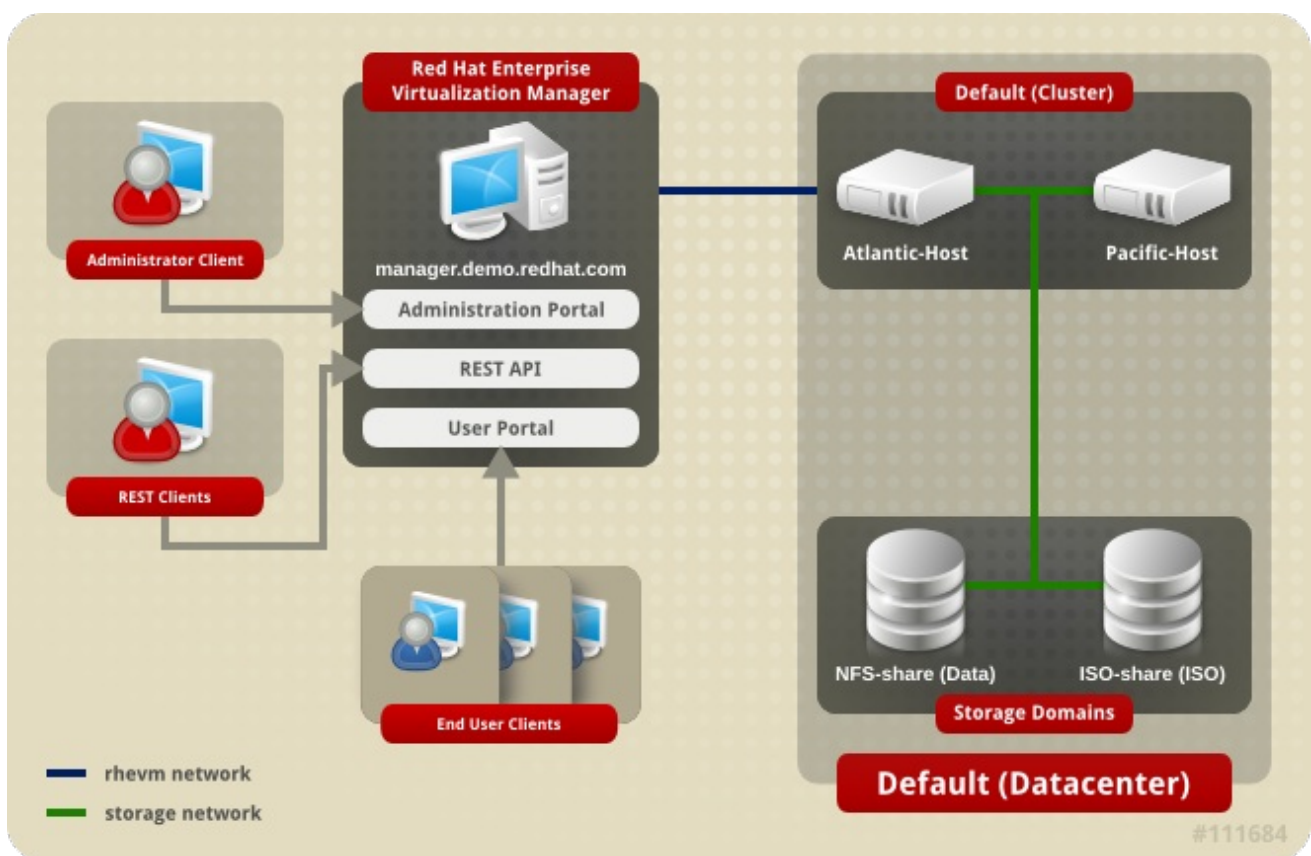 Red Hat Enterprise
Virtualization Manager
Default (Cluster)
Administrator Client
manager.demo.redhat.com
Atlantic-Host
Pacific-Host
Administration Portal
REST API
User Portal
REST Clients
End User Clients
NFS-share (Data)
ISO-share (ISO)
Storage Domains
Default (Datacenter)
rhevm network
storage network
#111684